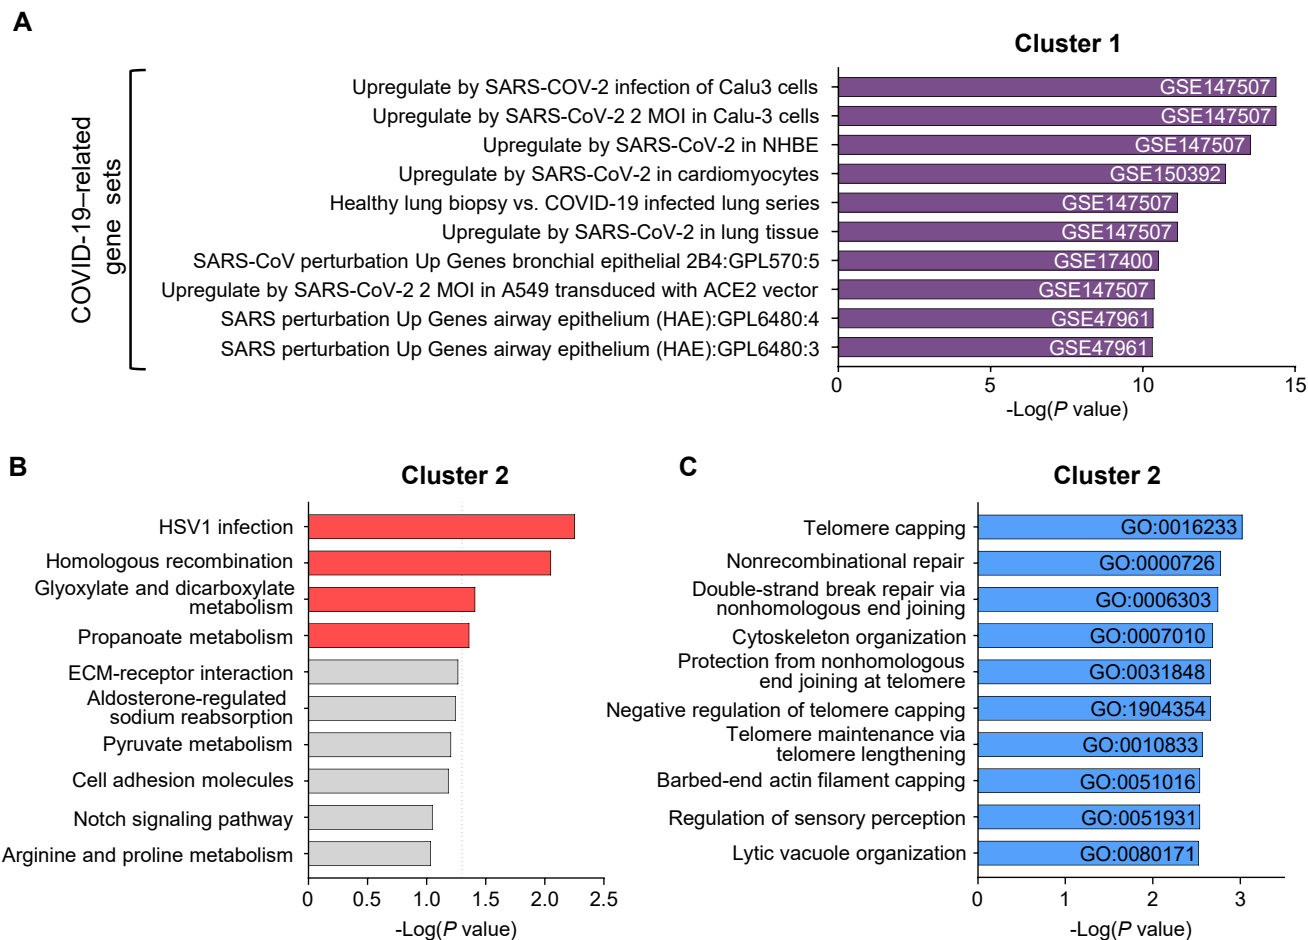 A
Cluster 1
COVID-19–related
gene sets
Upregulate by SARS-COV-2 infection of Calu3 cells
GSE147507
Upregulate by SARS-CoV-2 2 MOI in Calu-3 cells
GSE147507
Upregulate by SARS-CoV-2 in NHBE
GSE147507
Upregulate by SARS-CoV-2 in cardiomyocytes
GSE150392
Healthy lung biopsy vs. COVID-19 infected lung series
GSE147507
Upregulate by SARS-CoV-2 in lung tissue
GSE147507
SARS-CoV perturbation Up Genes bronchial epithelial 2B4:GPL570:5
GSE17400
Upregulate by SARS-CoV-2 2 MOI in A549 transduced with ACE2 vector
GSE147507
SARS perturbation Up Genes airway epithelium (HAE):GPL6480:4
GSE47961
SARS perturbation Up Genes airway epithelium (HAE):GPL6480:3
GSE47961
0 5 10 15
-Log(P value)
B
Cluster 2
HSV1 infection
Homologous recombination
Glyoxylate and dicarboxylate
metabolism
Propanoate metabolism
ECM-receptor interaction
Aldosterone-regulated
sodium reabsorption
Pyruvate metabolism
Cell adhesion molecules
Notch signaling pathway
Arginine and proline metabolism
0 0.5 1.0 1.5 2.0 2.5
-Log(P value)
C
Cluster 2
Telomere capping
GO:0016233
Nonrecombinational repair
GO:0000726
Double-strand break repair via
nonhomologous end joining
GO:0006303
Cytoskeleton organization
GO:0007010
Protection from nonhomologous
end joining at telomere
GO:0031848
Negative regulation of telomere capping
GO:1904354
Telomere maintenance via
telomere lengthening
GO:0010833
Barbed-end actin filament capping
GO:0051016
Regulation of sensory perception
GO:0051931
Lytic vacuole organization
GO:0080171
0 1 2 3
-Log(P value)